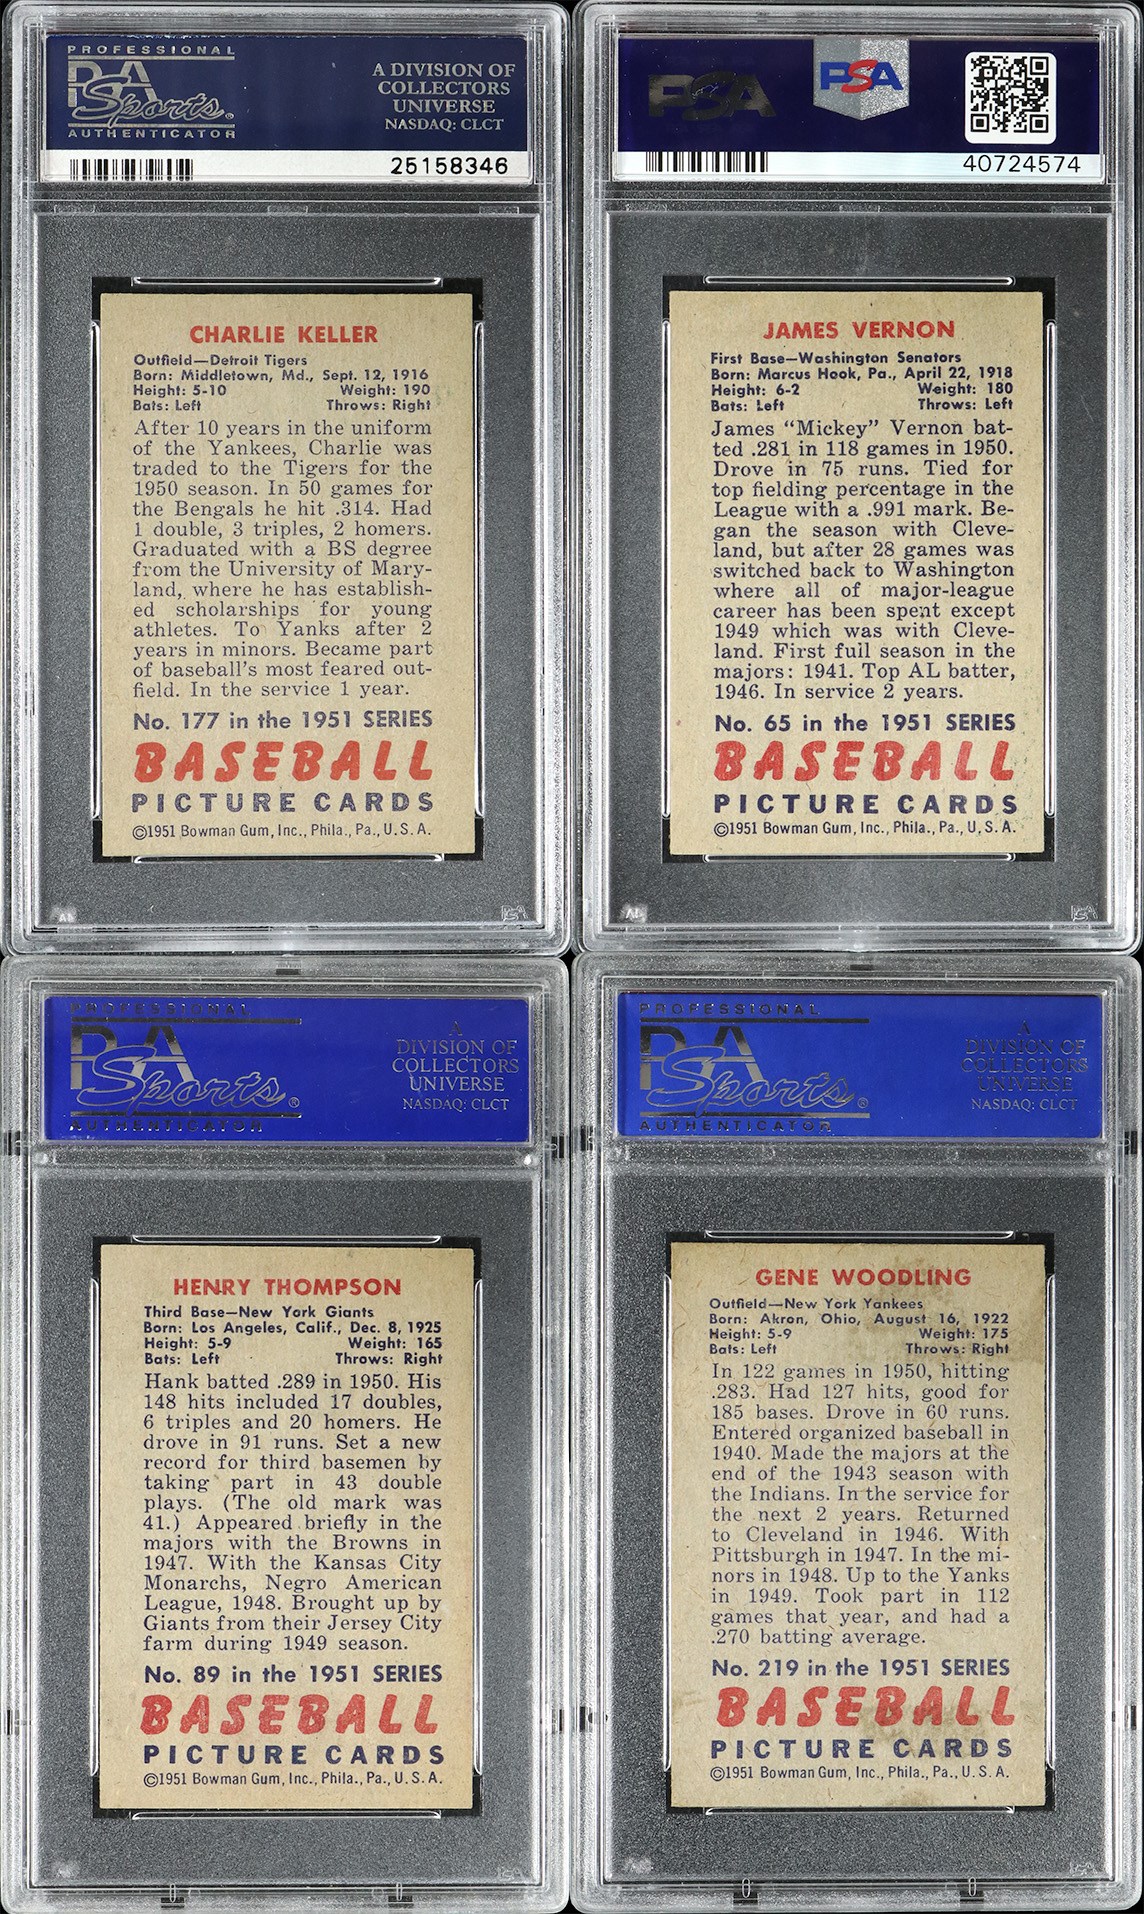 PROFESSIONAL
PSA
Sports®
AUTHENTICATOR
A DIVISION OF
COLLECTORS
UNIVERSE
NASDAQ: CLCT
25158346
CHARLIE KELLER
Outfield—Detroit Tigers
Born: Middletown, Md., Sept. 12, 1916
Height: 5-10 Weight: 190
Bats: Left Throws: Right
After 10 years in the uniform
of the Yankees, Charlie was
traded to the Tigers for the
1950 season. In 50 games for
the Bengals he hit .314. Had
1 double, 3 triples, 2 homers.
Graduated with a BS degree
from the University of Mary-
land, where he has establish-
ed scholarships for young
athletes. To Yanks after 2
years in minors. Became part
of baseball's most feared out-
field. In the service 1 year.
No. 177 in the 1951 SERIES
BASEBALL
PICTURE CARDS
©1951 Bowman Gum, Inc., Phila., Pa., U.S.A.
PSA
PSA
40724574
JAMES VERNON
First Base—Washington Senators
Born: Marcus Hook, Pa., April 22, 1918
Height: 6-2 Weight: 180
Bats: Left Throws: Left
James "Mickey" Vernon bat-
ted .281 in 118 games in 1950.
Drove in 75 runs. Tied for
top fielding percentage in the
League with a .991 mark. Be-
gan the season with Cleve-
land, but after 28 games was
switched back to Washington
where all of major-league
career has been spent except
1949 which was with Cleve-
land. First full season in the
majors: 1941. Top AL batter,
1946. In service 2 years.
No. 65 in the 1951 SERIES
BASEBALL
PICTURE CARDS
©1951 Bowman Gum, Inc., Phila., Pa., U.S.A.
PROFESSIONAL
PSA
Sports®
AUTHENTICATOR
A
DIVISION OF
COLLECTORS
UNIVERSE
NASDAQ: CLCT
HENRY THOMPSON
Third Base—New York Giants
Born: Los Angeles, Calif., Dec. 8, 1925
Height: 5-9 Weight: 165
Bats: Left Throws: Right
Hank batted .289 in 1950. His
148 hits included 17 doubles,
6 triples and 20 homers. He
drove in 91 runs. Set a new
record for third basemen by
taking part in 43 double
plays. (The old mark was
41.) Appeared briefly in the
majors with the Browns in
1947. With the Kansas City
Monarchs, Negro American
League, 1948. Brought up by
Giants from their Jersey City
farm during 1949 season.
No. 89 in the 1951 SERIES
BASEBALL
PICTURE CARDS
©1951 Bowman Gum, Inc., Phila., Pa., U.S.A.
PROFESSIONAL
PSA
Sports®
AUTHENTICATOR
A
DIVISION OF
COLLECTORS
UNIVERSE
NASDAQ: CLCT
GENE WOODLING
Outfield—New York Yankees
Born: Akron, Ohio, August 16, 1922
Height: 5-9 Weight: 175
Bats: Left Throws: Right
In 122 games in 1950, hitting
.283. Had 127 hits, good for
185 bases. Drove in 60 runs.
Entered organized baseball in
1940. Made the majors at the
end of the 1943 season with
the Indians. In the service for
the next 2 years. Returned
to Cleveland in 1946. With
Pittsburgh in 1947. In the mi-
nors in 1948. Up to the Yanks
in 1949. Took part in 112
games that year, and had a
.270 batting average.
No. 219 in the 1951 SERIES
BASEBALL
PICTURE CARDS
©1951 Bowman Gum, Inc., Phila., Pa., U.S.A.